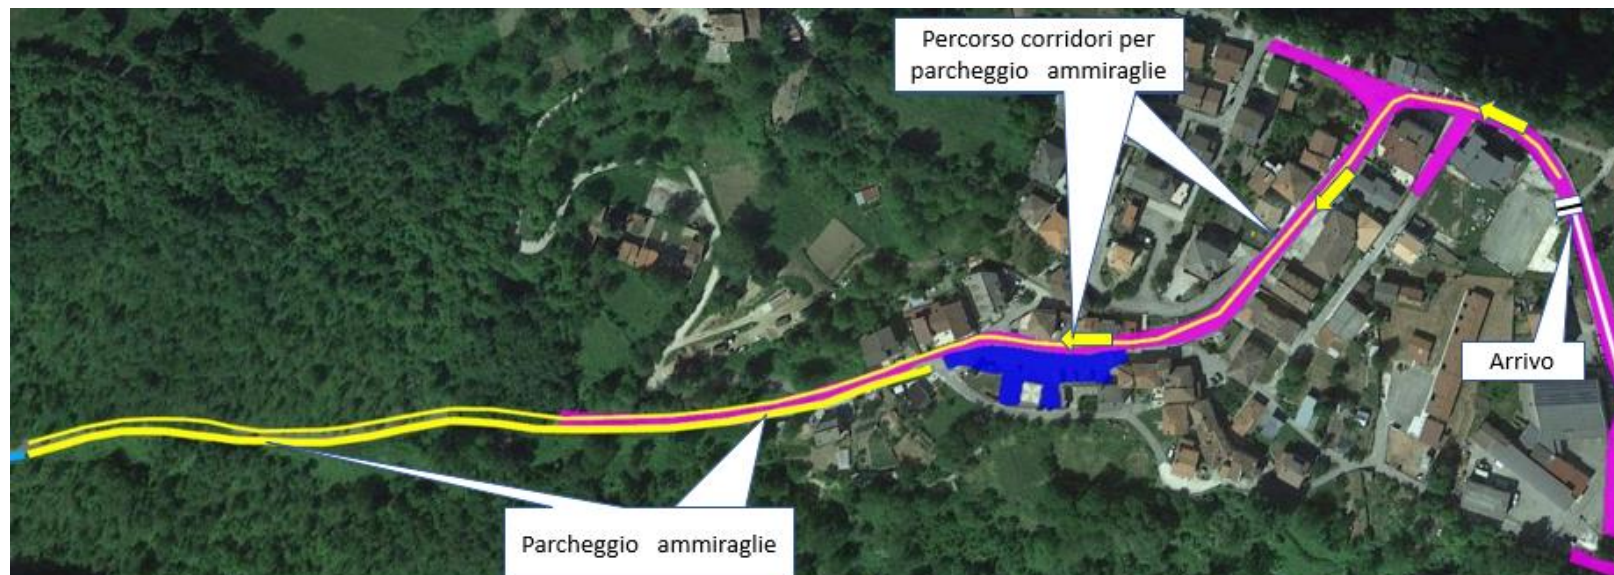 Percorso corridori per
parcheggio ammiraglie
Arrivo
Parcheggio ammiraglie